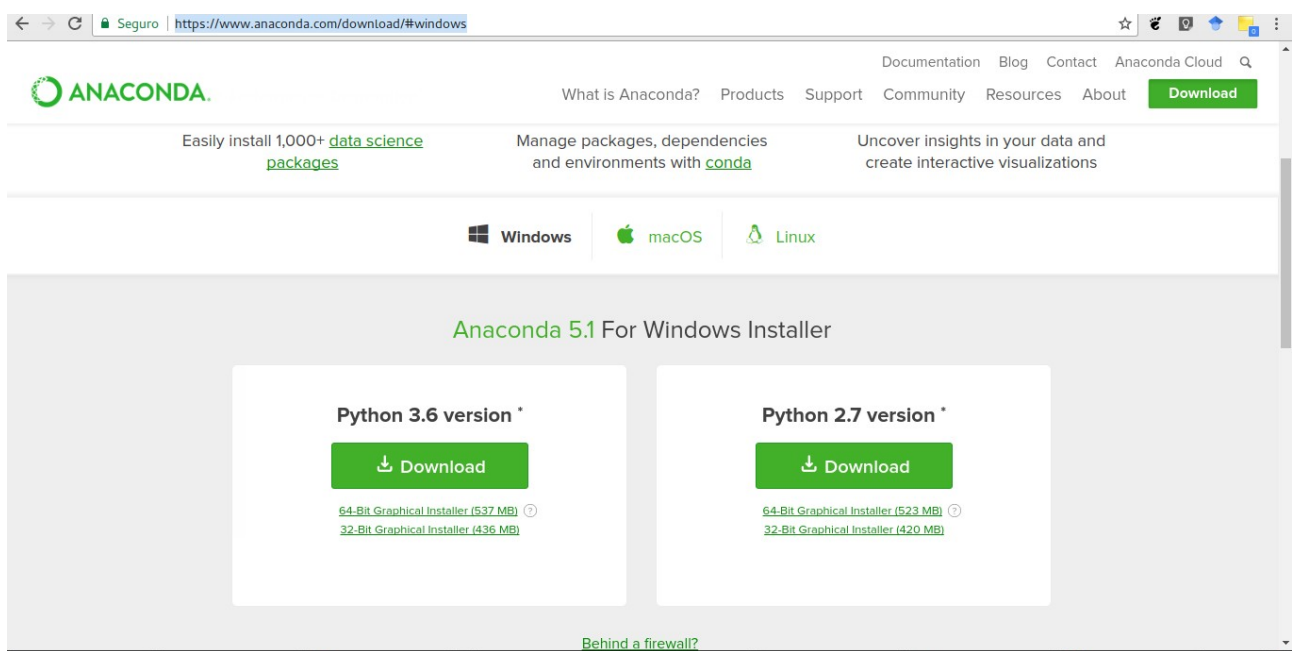 Seguro https://www.anaconda.com/download/#windows
0
Documentation Blog Contact Anaconda Cloud
ANACONDA.
What is Anaconda? Products Support Community Resources About Download
Easily install 1,000+ data science
packages
Manage packages, dependencies
and environments with conda
Uncover insights in your data and
create interactive visualizations
Windows macOS Linux
Anaconda 5.1 For Windows Installer
Python 3.6 version *
Download
64-Bit Graphical Installer (537 MB) ?
32-Bit Graphical Installer (436 MB)
Python 2.7 version *
Download
64-Bit Graphical Installer (523 MB) ?
32-Bit Graphical Installer (420 MB)
Behind a firewall?